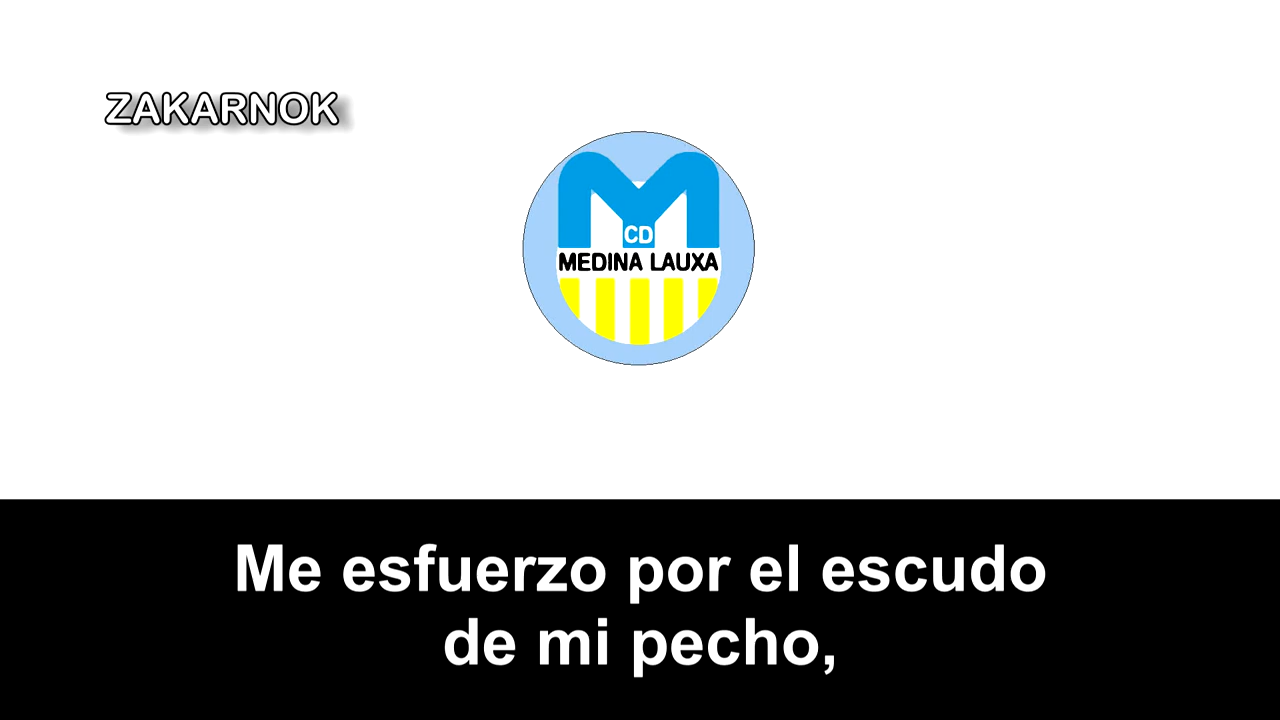 ZAKARNOK
M
CD
MEDINA LAUXA
Me esfuerzo por el escudo
de mi pecho,